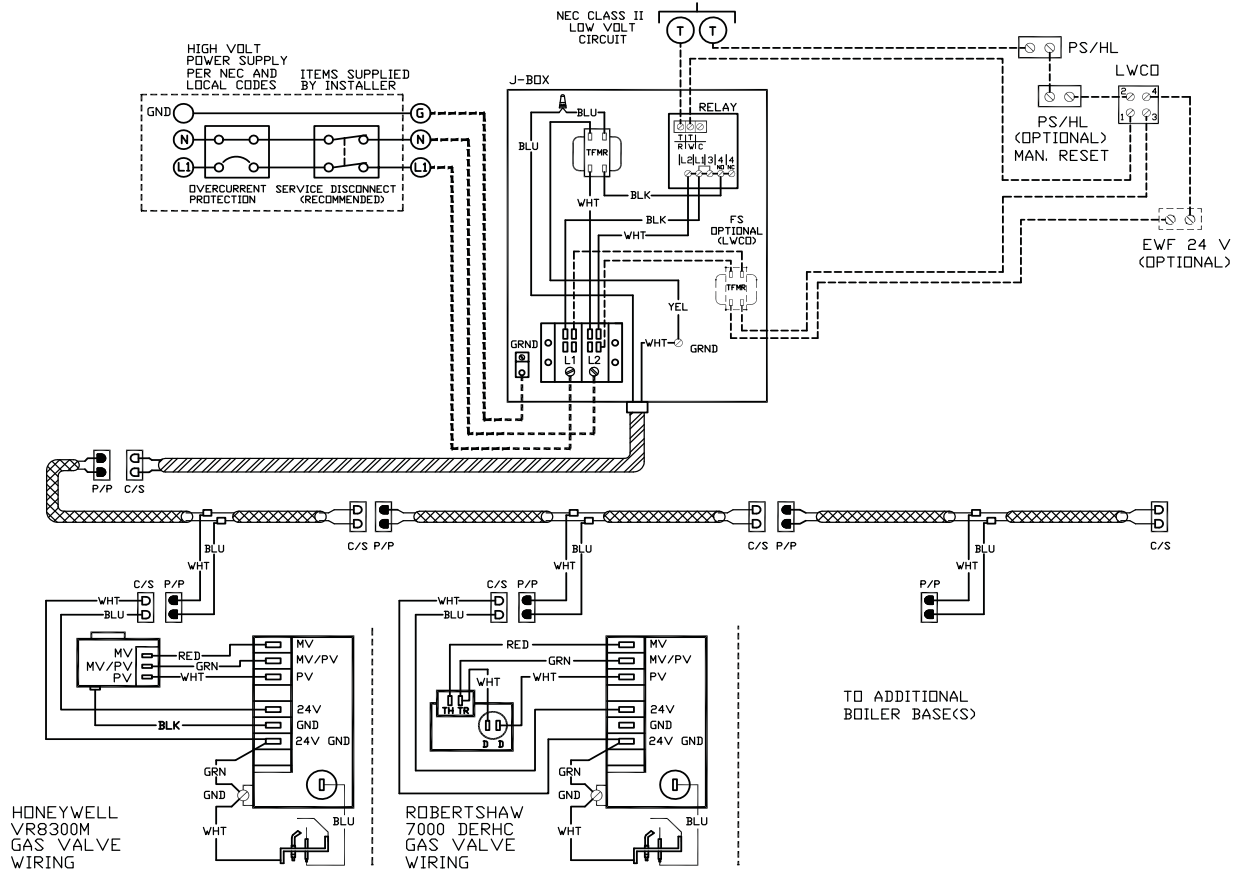 NEC CLASS II
LOW VOLT
CIRCUIT
T T
PS/HL
LWCO
2 4
1 3
PS/HL
(OPTIONAL)
MAN. RESET
EWF 24 V
(OPTIONAL)
HIGH VOLT
POWER SUPPLY
PER NEC AND
LOCAL CODES
ITEMS SUPPLIED
BY INSTALLER
GND G
N N
L1 L1
OVERCURRENT
PROTECTION
SERVICE DISCONNECT
(RECOMMENDED)
J-BOX
BLU
BLU
TFMR
RELAY
T T
R W C
L2 L1 3 4 4
NO NC
BLK
WHT
BLK
WHT
FS
OPTIONAL
(LWCO)
TFMR
YEL
GRND
L1 L2
WHT
GRND
P/P C/S
C/S P/P
C/S P/P
C/S
BLU
WHT
BLU
WHT
BLU
WHT
C/S P/P
WHT
BLU
MV
MV/PV
PV
RED
GRN
WHT
BLK
MV
MV/PV
PV
24V
GND
24V GND
GRN
GND
WHT
BLU
HONEYWELL
VR8300M
GAS VALVE
WIRING
C/S P/P
WHT
BLU
RED
GRN
WHT
WHT
TH TR
D D
MV
MV/PV
PV
24V
GND
24V GND
GRN
GND
WHT
BLU
ROBERTSHAW
7000 DERHC
GAS VALVE
WIRING
P/P
TO ADDITIONAL
BOILER BASE(S)